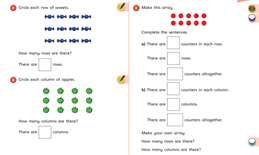 1 Circle each row of sweets.
How many rows are there?
There are rows.
2 Circle each column of apples.
How many columns are there?
There are columns.
3 Make this array.
Complete the sentences.
a) There are counters in each row.
There are rows.
There are counters altogether.
b) There are counters in each column.
There are columns.
There are counters altogether.
Make your own array.
How many rows are there?
How many columns are there?